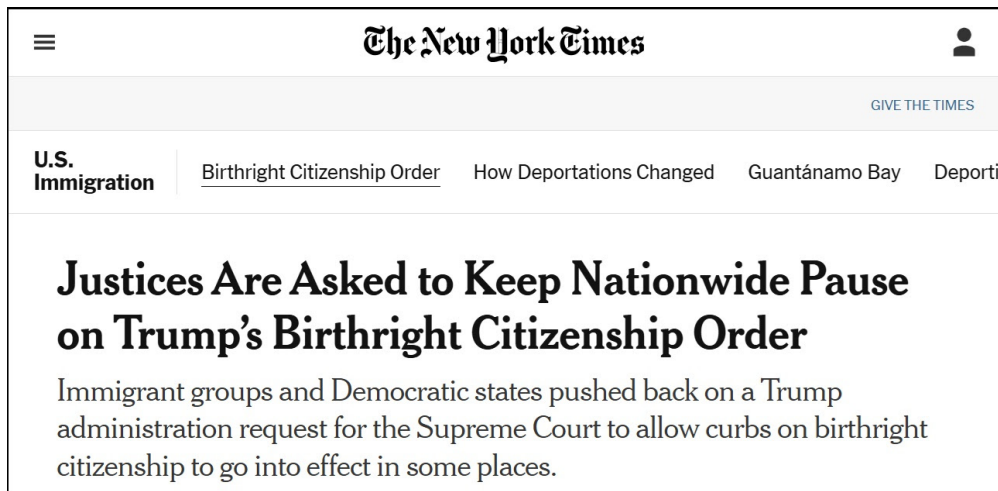 The New York Times
GIVE THE TIMES
U.S.
Immigration
Birthright Citizenship Order
How Deportations Changed
Guantánamo Bay
Deporti
Justices Are Asked to Keep Nationwide Pause
on Trump's Birthright Citizenship Order
Immigrant groups and Democratic states pushed back on a Trump
administration request for the Supreme Court to allow curbs on birthright
citizenship to go into effect in some places.